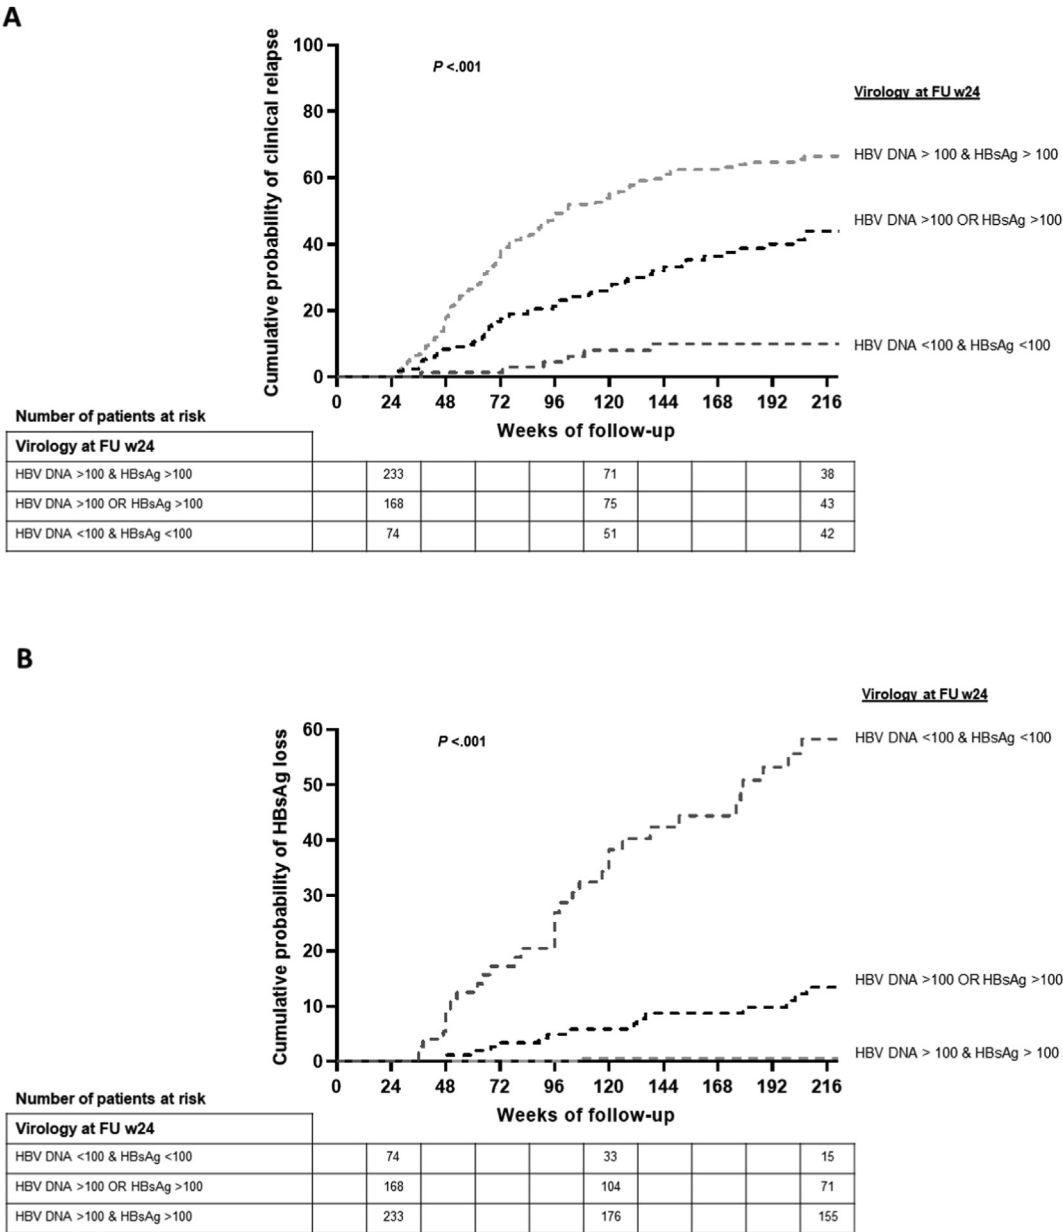 A
Cumulative probability of clinical relapse
100
80
60
40
20
0
P <.001
Virology at FU w24
HBV DNA > 100 & HBsAg > 100
HBV DNA >100 OR HBsAg >100
HBV DNA <100 & HBsAg <100
0 24 48 72 96 120 144 168 192 216
Weeks of follow-up
Number of patients at risk
Virology at FU w24
HBV DNA >100 & HBsAg >100 233 71 38
HBV DNA >100 OR HBsAg >100 168 75 43
HBV DNA <100 & HBsAg <100 74 51 42
B
Cumulative probability of HBsAg loss
60
50
40
30
20
10
0
P <.001
Virology at FU w24
HBV DNA <100 & HBsAg <100
HBV DNA >100 OR HBsAg >100
HBV DNA > 100 & HBsAg > 100
0 24 48 72 96 120 144 168 192 216
Weeks of follow-up
Number of patients at risk
Virology at FU w24
HBV DNA <100 & HBsAg <100 74 33 15
HBV DNA >100 OR HBsAg >100 168 104 71
HBV DNA >100 & HBsAg >100 233 176 155